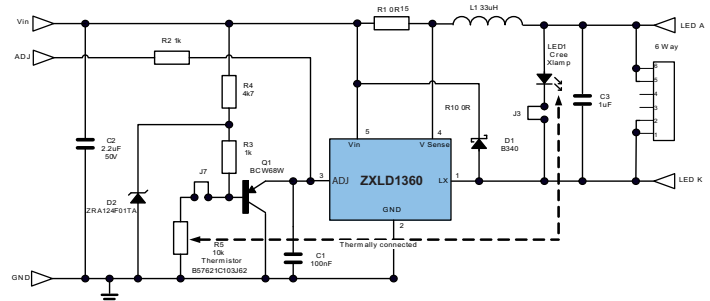 R1 0R15
L1 33uH
Vin
LED A
R2 1k
LED1
Cree
Xlamp
6 Way
ADJ
R4
4k7
R10 0R
6
5
4
3
2
1
C3
1uF
J3
C2
2.2uF
50V
R3
1k
5
4
Vin
V Sense
D1
B340
Q1
BCW68W
J7
3
ADJ
ZXLD1360
LX
1
LED K
D2
ZRA124F01TA
GND
2
R5
10k
Thermistor
B57621C103J62
Thermally connected
C1
100nF
GND